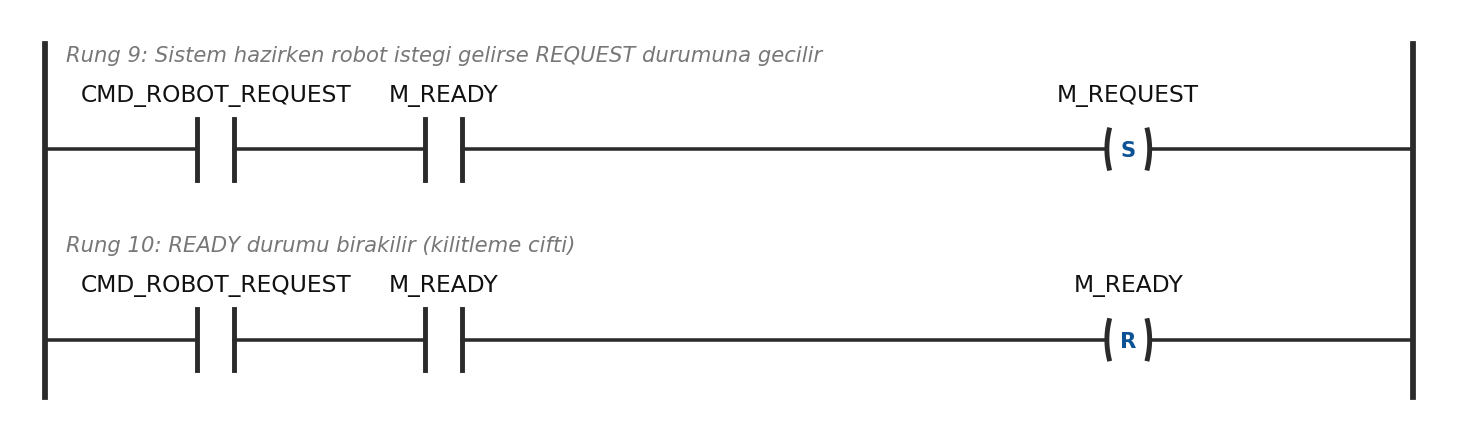 Rung 9: Sistem hazirken robot istegi gelirse REQUEST durumuna gecilir
CMD_ROBOT_REQUEST M_READY M_REQUEST
S
Rung 10: READY durumu birakilir (kilitleme cifti)
CMD_ROBOT_REQUEST M_READY M_READY
R